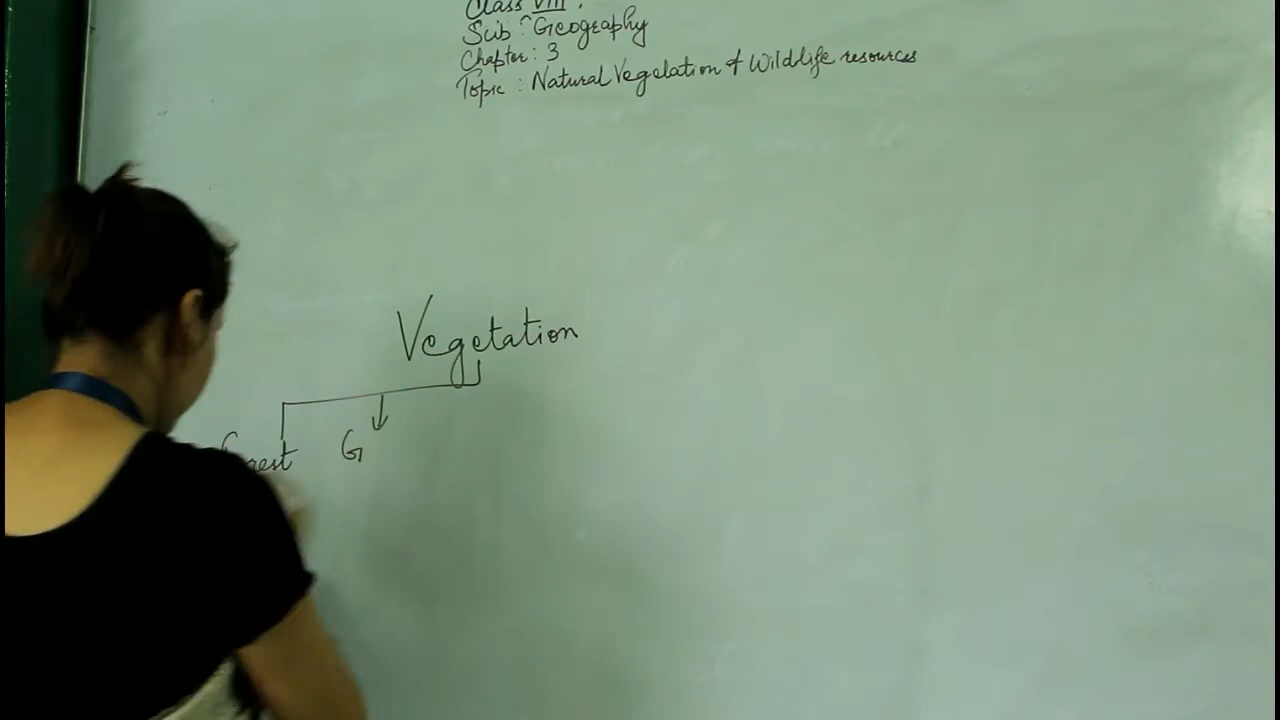 Class VIII :
Sub : Geography
Chapter : 3
Topic : Natural Vegetation & Wildlife resources
Vegetation
Forest G